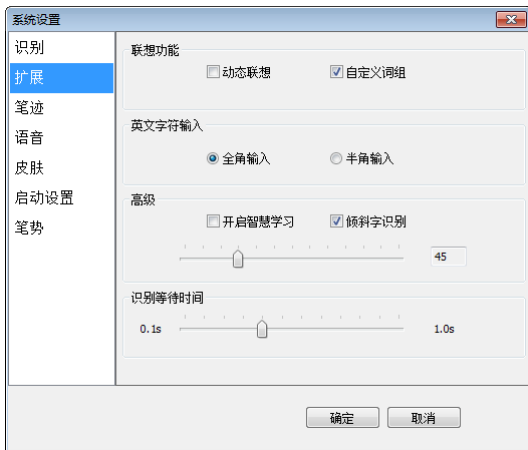 系统设置
识别
扩展
笔迹
语音
皮肤
启动设置
笔势
联想功能
动态联想 自定义词组
英文字符输入
全角输入 半角输入
高级
开启智慧学习 倾斜字识别
45
识别等待时间
0.1s 1.0s
确定 取消